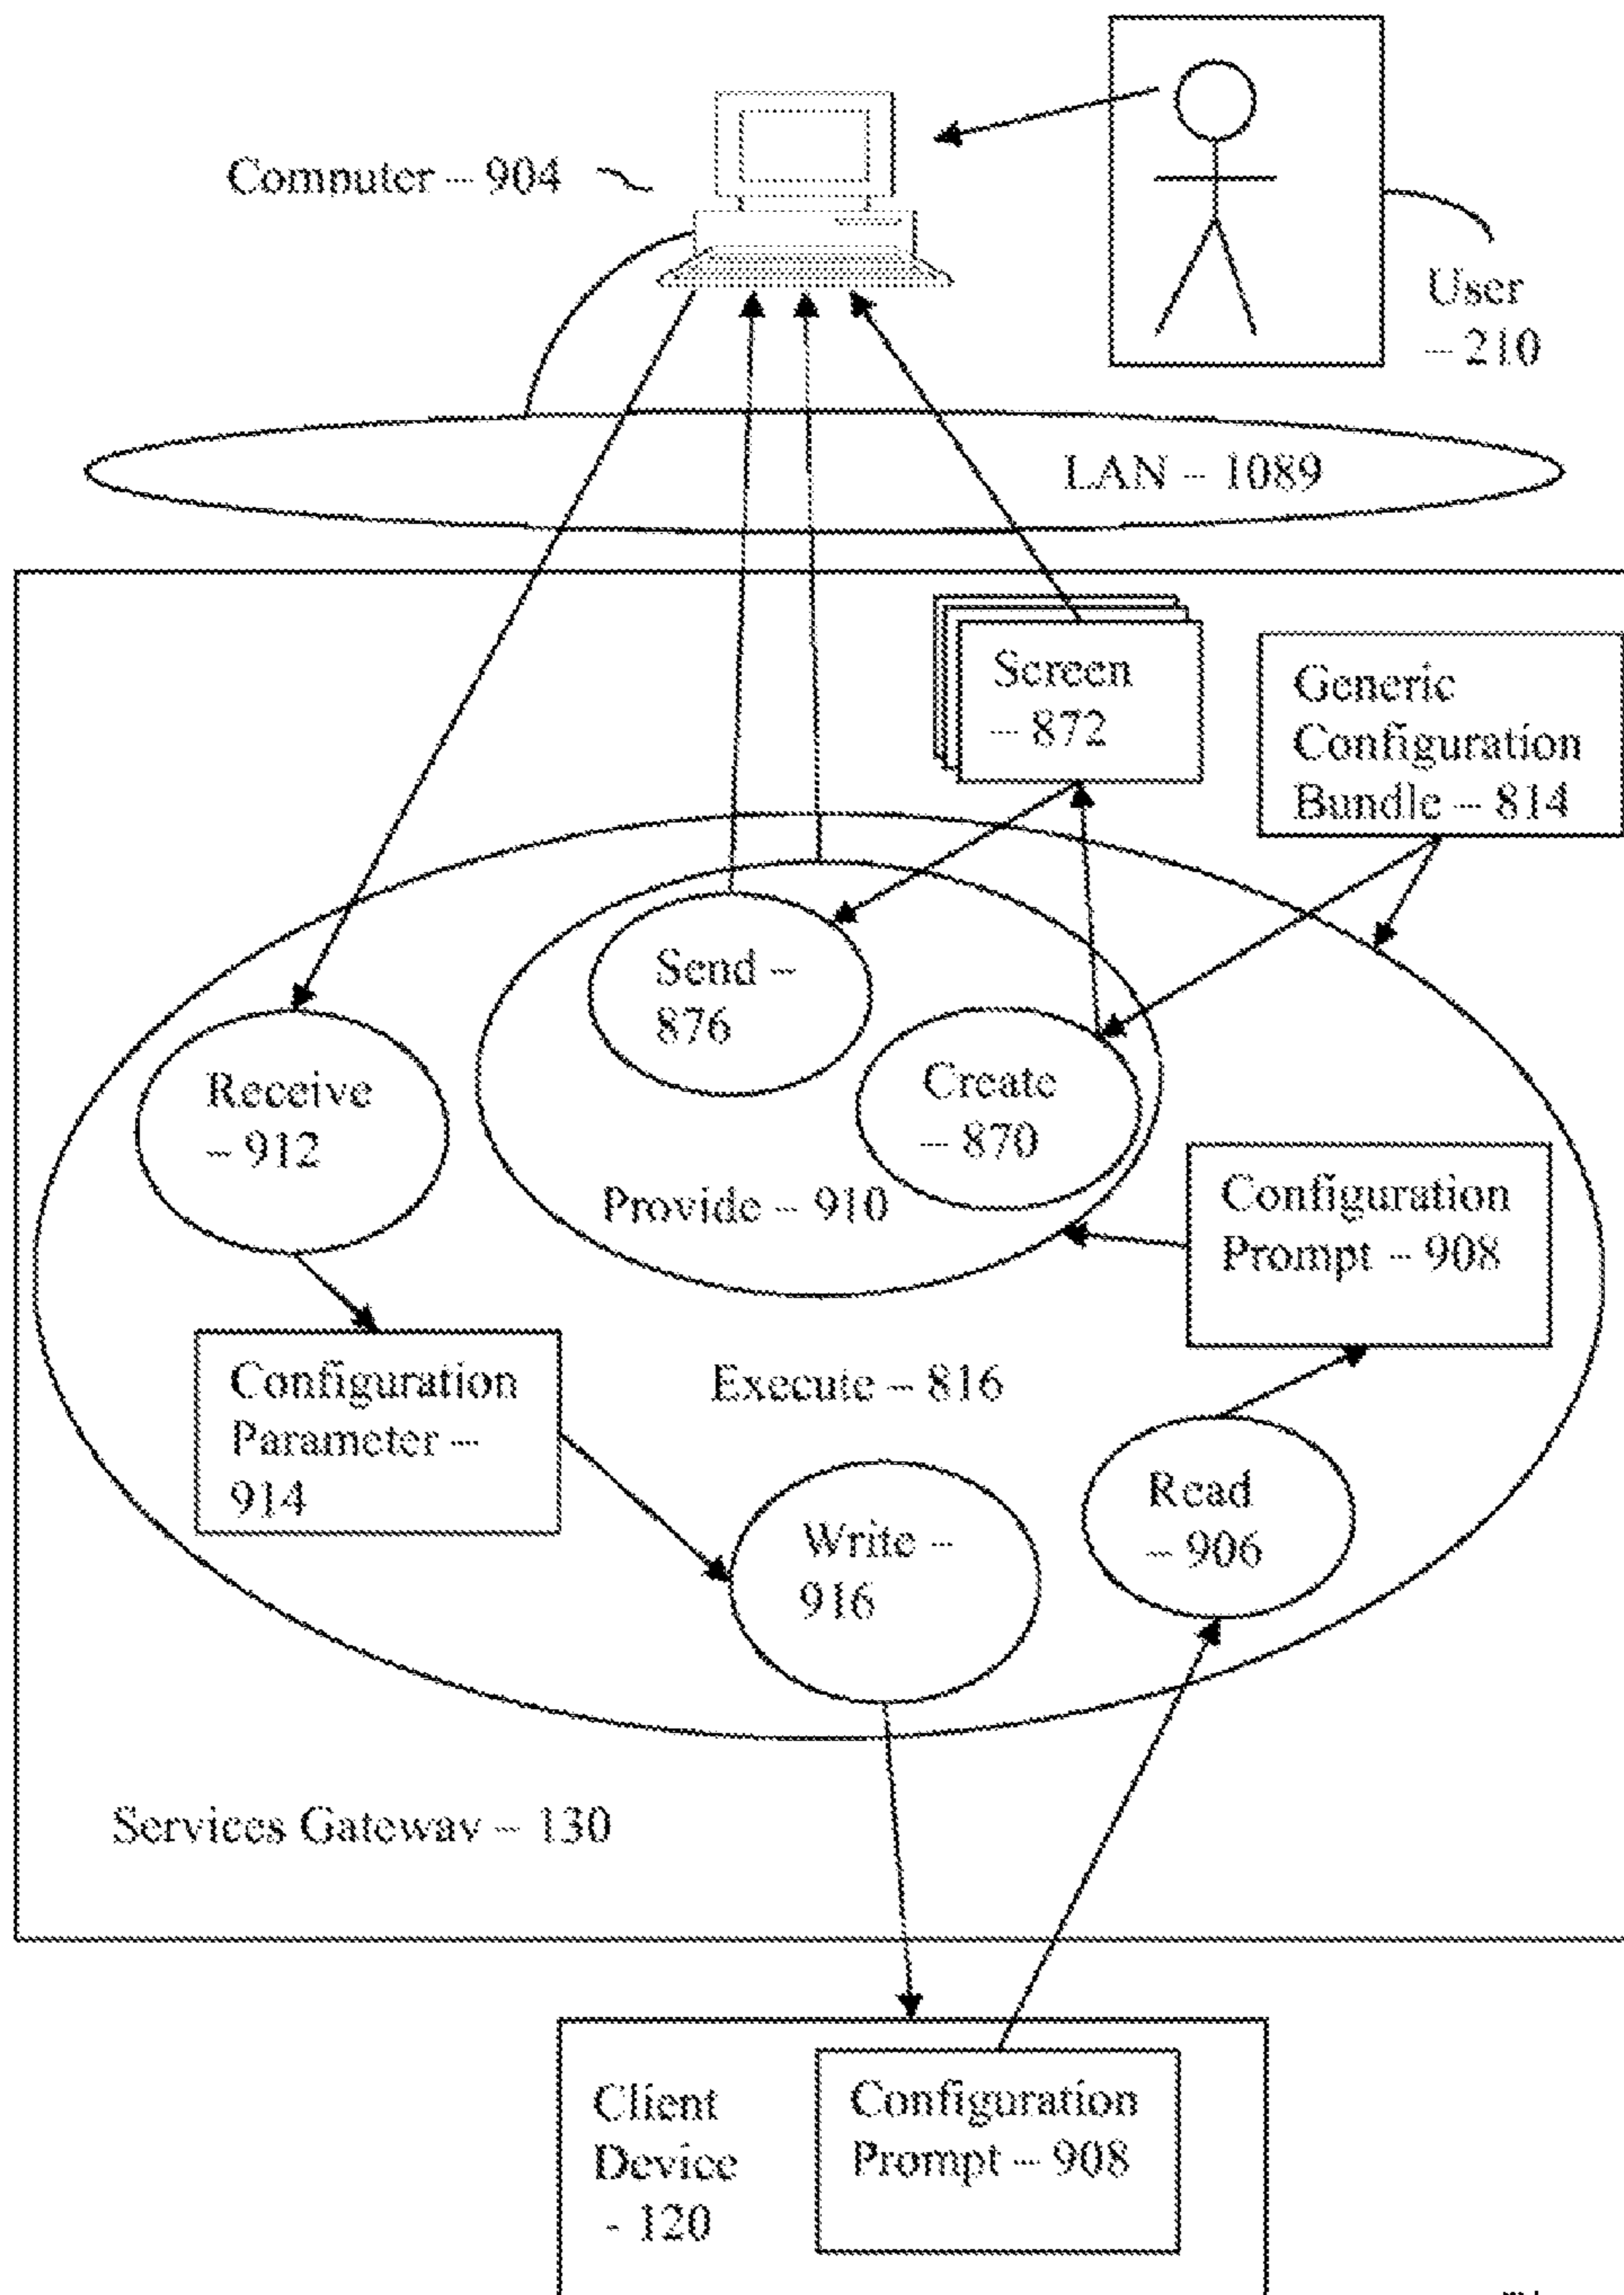 Computer -- 904
User
-- 210
LAN -- 1089
Screen
-- 872
Generic
Configuration
Bundle -- 814
Send --
876
Create
-- 870
Receive
-- 912
Provide -- 910
Configuration
Prompt -- 908
Configuration
Parameter --
914
Execute -- 816
Read
-- 906
Write --
916
Services Gateway -- 130
Client
Device
- 120
Configuration
Prompt -- 908